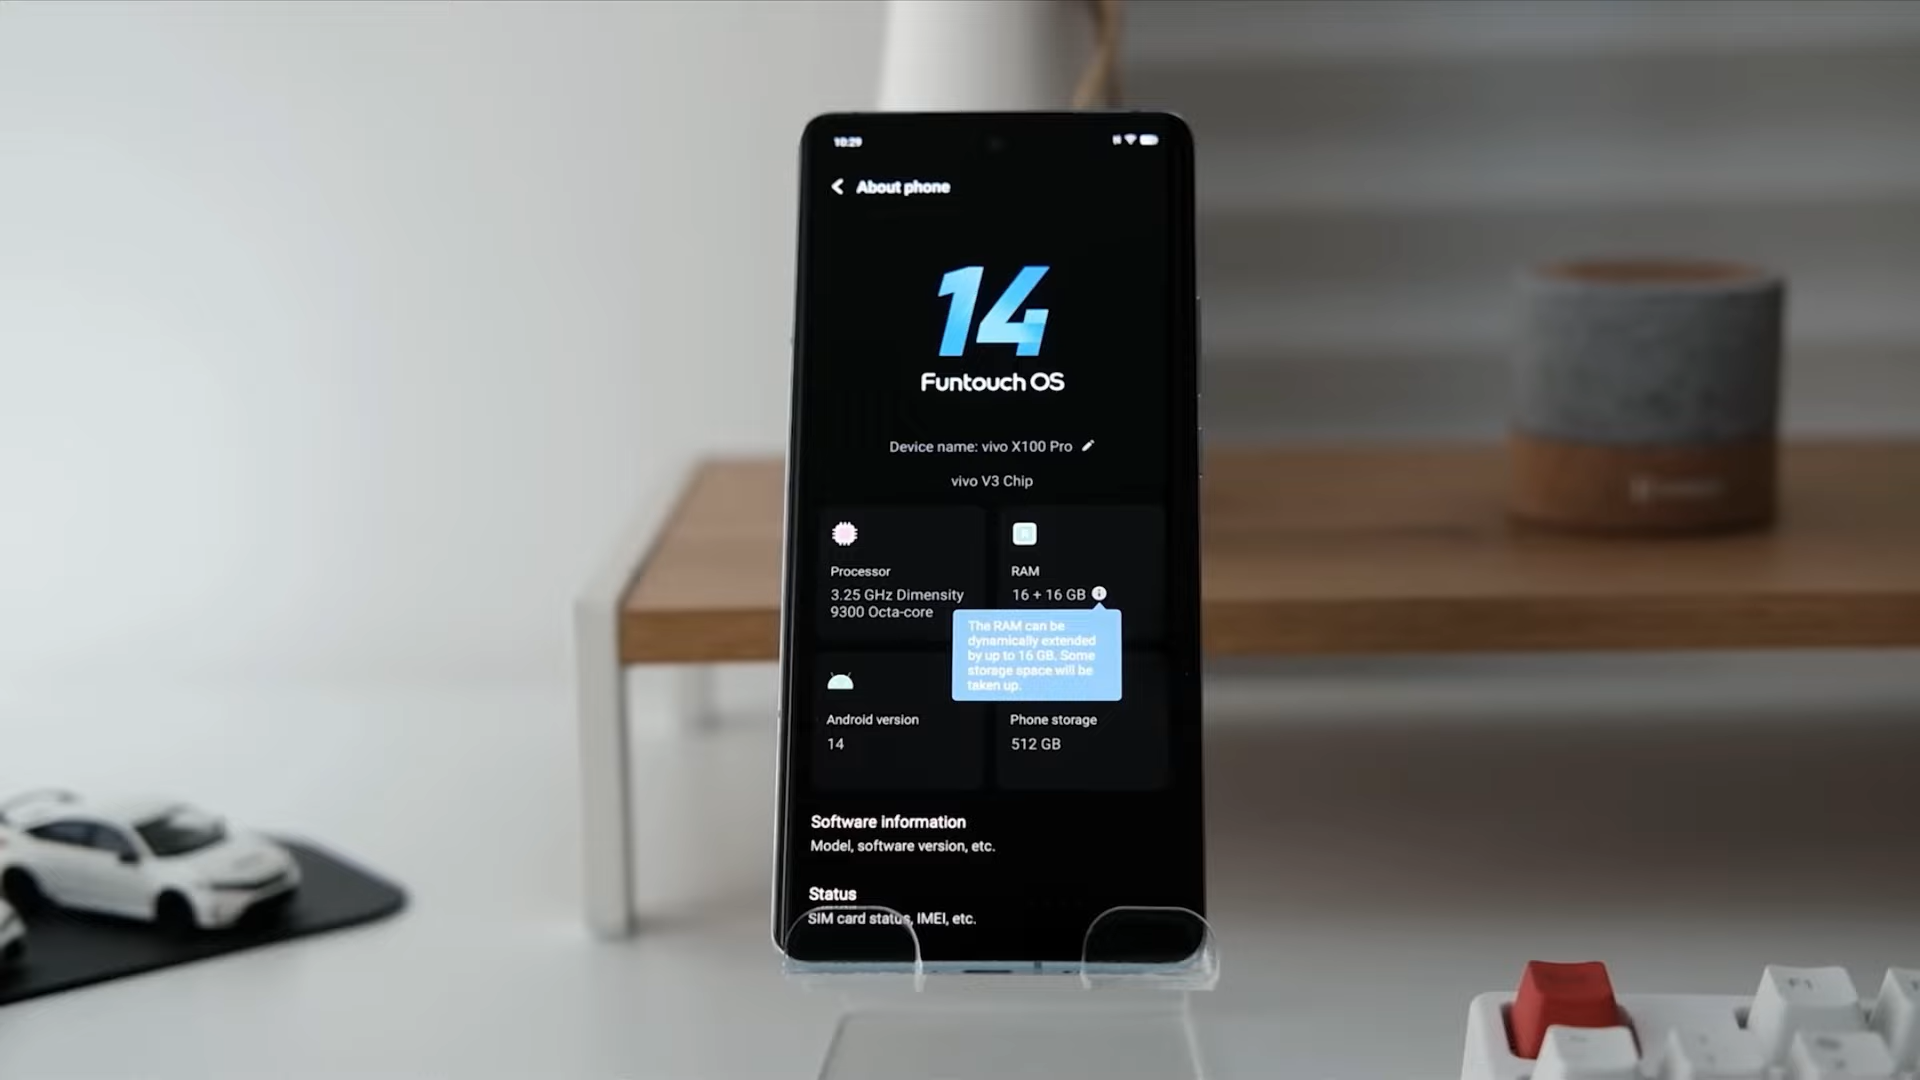 10:29
About phone
14
Funtouch OS
Device name: vivo X100 Pro
vivo V3 Chip
Processor
3.25 GHz Dimensity
9300 Octa-core
RAM
16 + 16 GB
The RAM can be
dynamically extended
by up to 16 GB. Some
storage space will be
taken up.
Android version
14
Phone storage
512 GB
Software information
Model, software version, etc.
Status
SIM card status, IMEI, etc.
F1